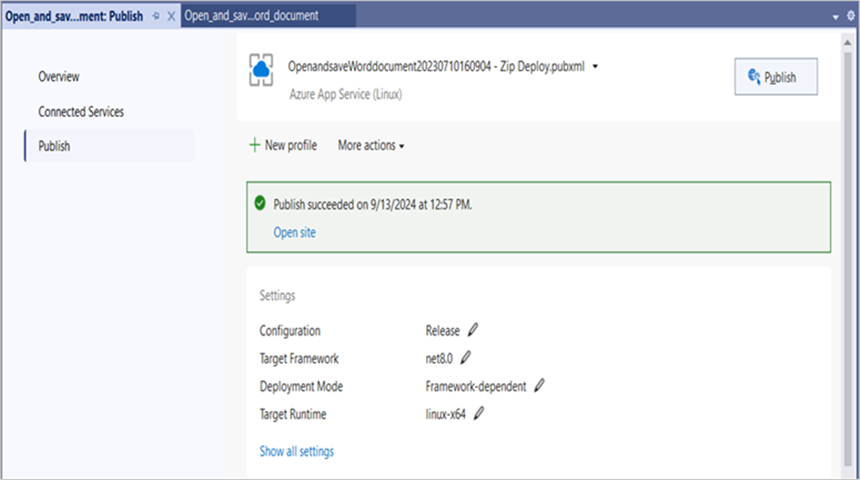 Open_and_sav...ment: Publish
Open_and_sav...ord_document
Overview
Connected Services
Publish
OpenandsaveWorddocument20230710160904 - Zip Deploy.pubxml
Azure App Service (Linux)
Publish
New profile
More actions
Publish succeeded on 9/13/2024 at 12:57 PM.
Open site
Settings
Configuration Release
Target Framework net8.0
Deployment Mode Framework-dependent
Target Runtime linux-x64
Show all settings